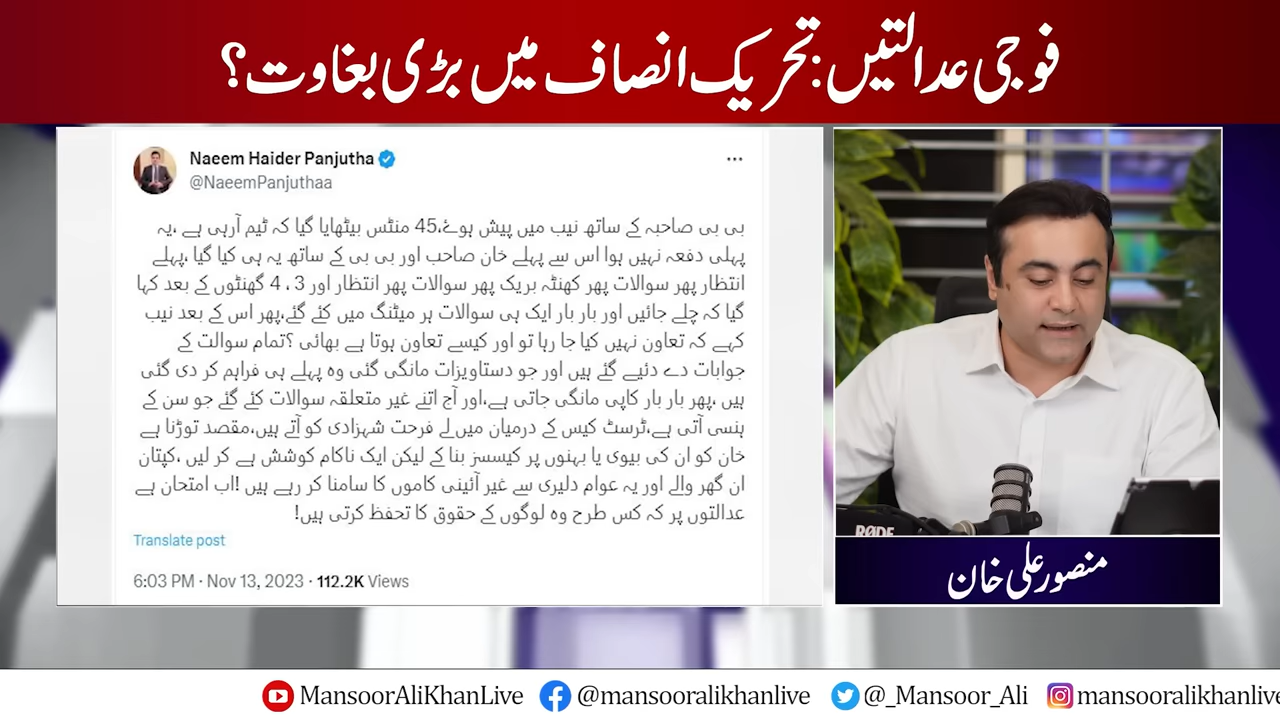 فوجی عدالتیں: تحریک انصاف میں بڑی بغاوت؟
Naeem Haider Panjutha
@NaeemPanjuthaa
بی بی صاحبہ کے ساتھ نیب میں پیش ہوۓ،45 منٹس بیٹھایا گیا کہ ٹیم آرہی ہے ،یہ
پہلی دفعہ نہیں ہوا اس سے پہلے خان صاحب اور بی بی کے ساتھ یہ ہی کیا گیا ،پہلے
انتظار پھر سوالات پھر کھنٹہ بریک پھر سوالات پھر انتظار اور 3 ، 4 گھنٹوں کے بعد کہا
گیا کہ چلے جائیں اور بار بار ایک ہی سوالات ہر میٹنگ میں کئے گئے،پھر اس کے بعد نیب
کہے کہ تعاون نہیں کیا جا رہا تو اور کیسے تعاون ہوتا ہے بھائی ؟تمام سوالت کے
جوابات دے دئیے گئے ہیں اور جو دستاویزات مانگی گئی وہ پہلے ہی فراہم کر دی گئی
ہیں ،پھر بار بار کاپی مانگی جاتی ہے،اور آج اتنے غیر متعلقہ سوالات کئے گئے جو سن کے
ہنسی آتی ہے،ٹرسٹ کیس کے درمیان میں لے فرحت شہزادی کو آتے ہیں،مقصد توڑنا ہے
خان کو ان کی بیوی یا بہنوں پر کیسسز بنا کے لیکن ایک ناکام کوشش ہے کر لیں ،کپتان
ان گھر والے اور یہ عوام دلیری سے غیر آئینی کاموں کا سامنا کر رہے ہیں !اب امتحان ہے
عدالتوں پر کہ کس طرح وہ لوگوں کے حقوق کا تحفظ کرتی ہیں!
Translate post
6:03 PM · Nov 13, 2023 · 112.2K Views
RØDE
منصور علی خان
MansoorAliKhanLive @mansooralikhanlive @_Mansoor_Ali mansooralikhanlive